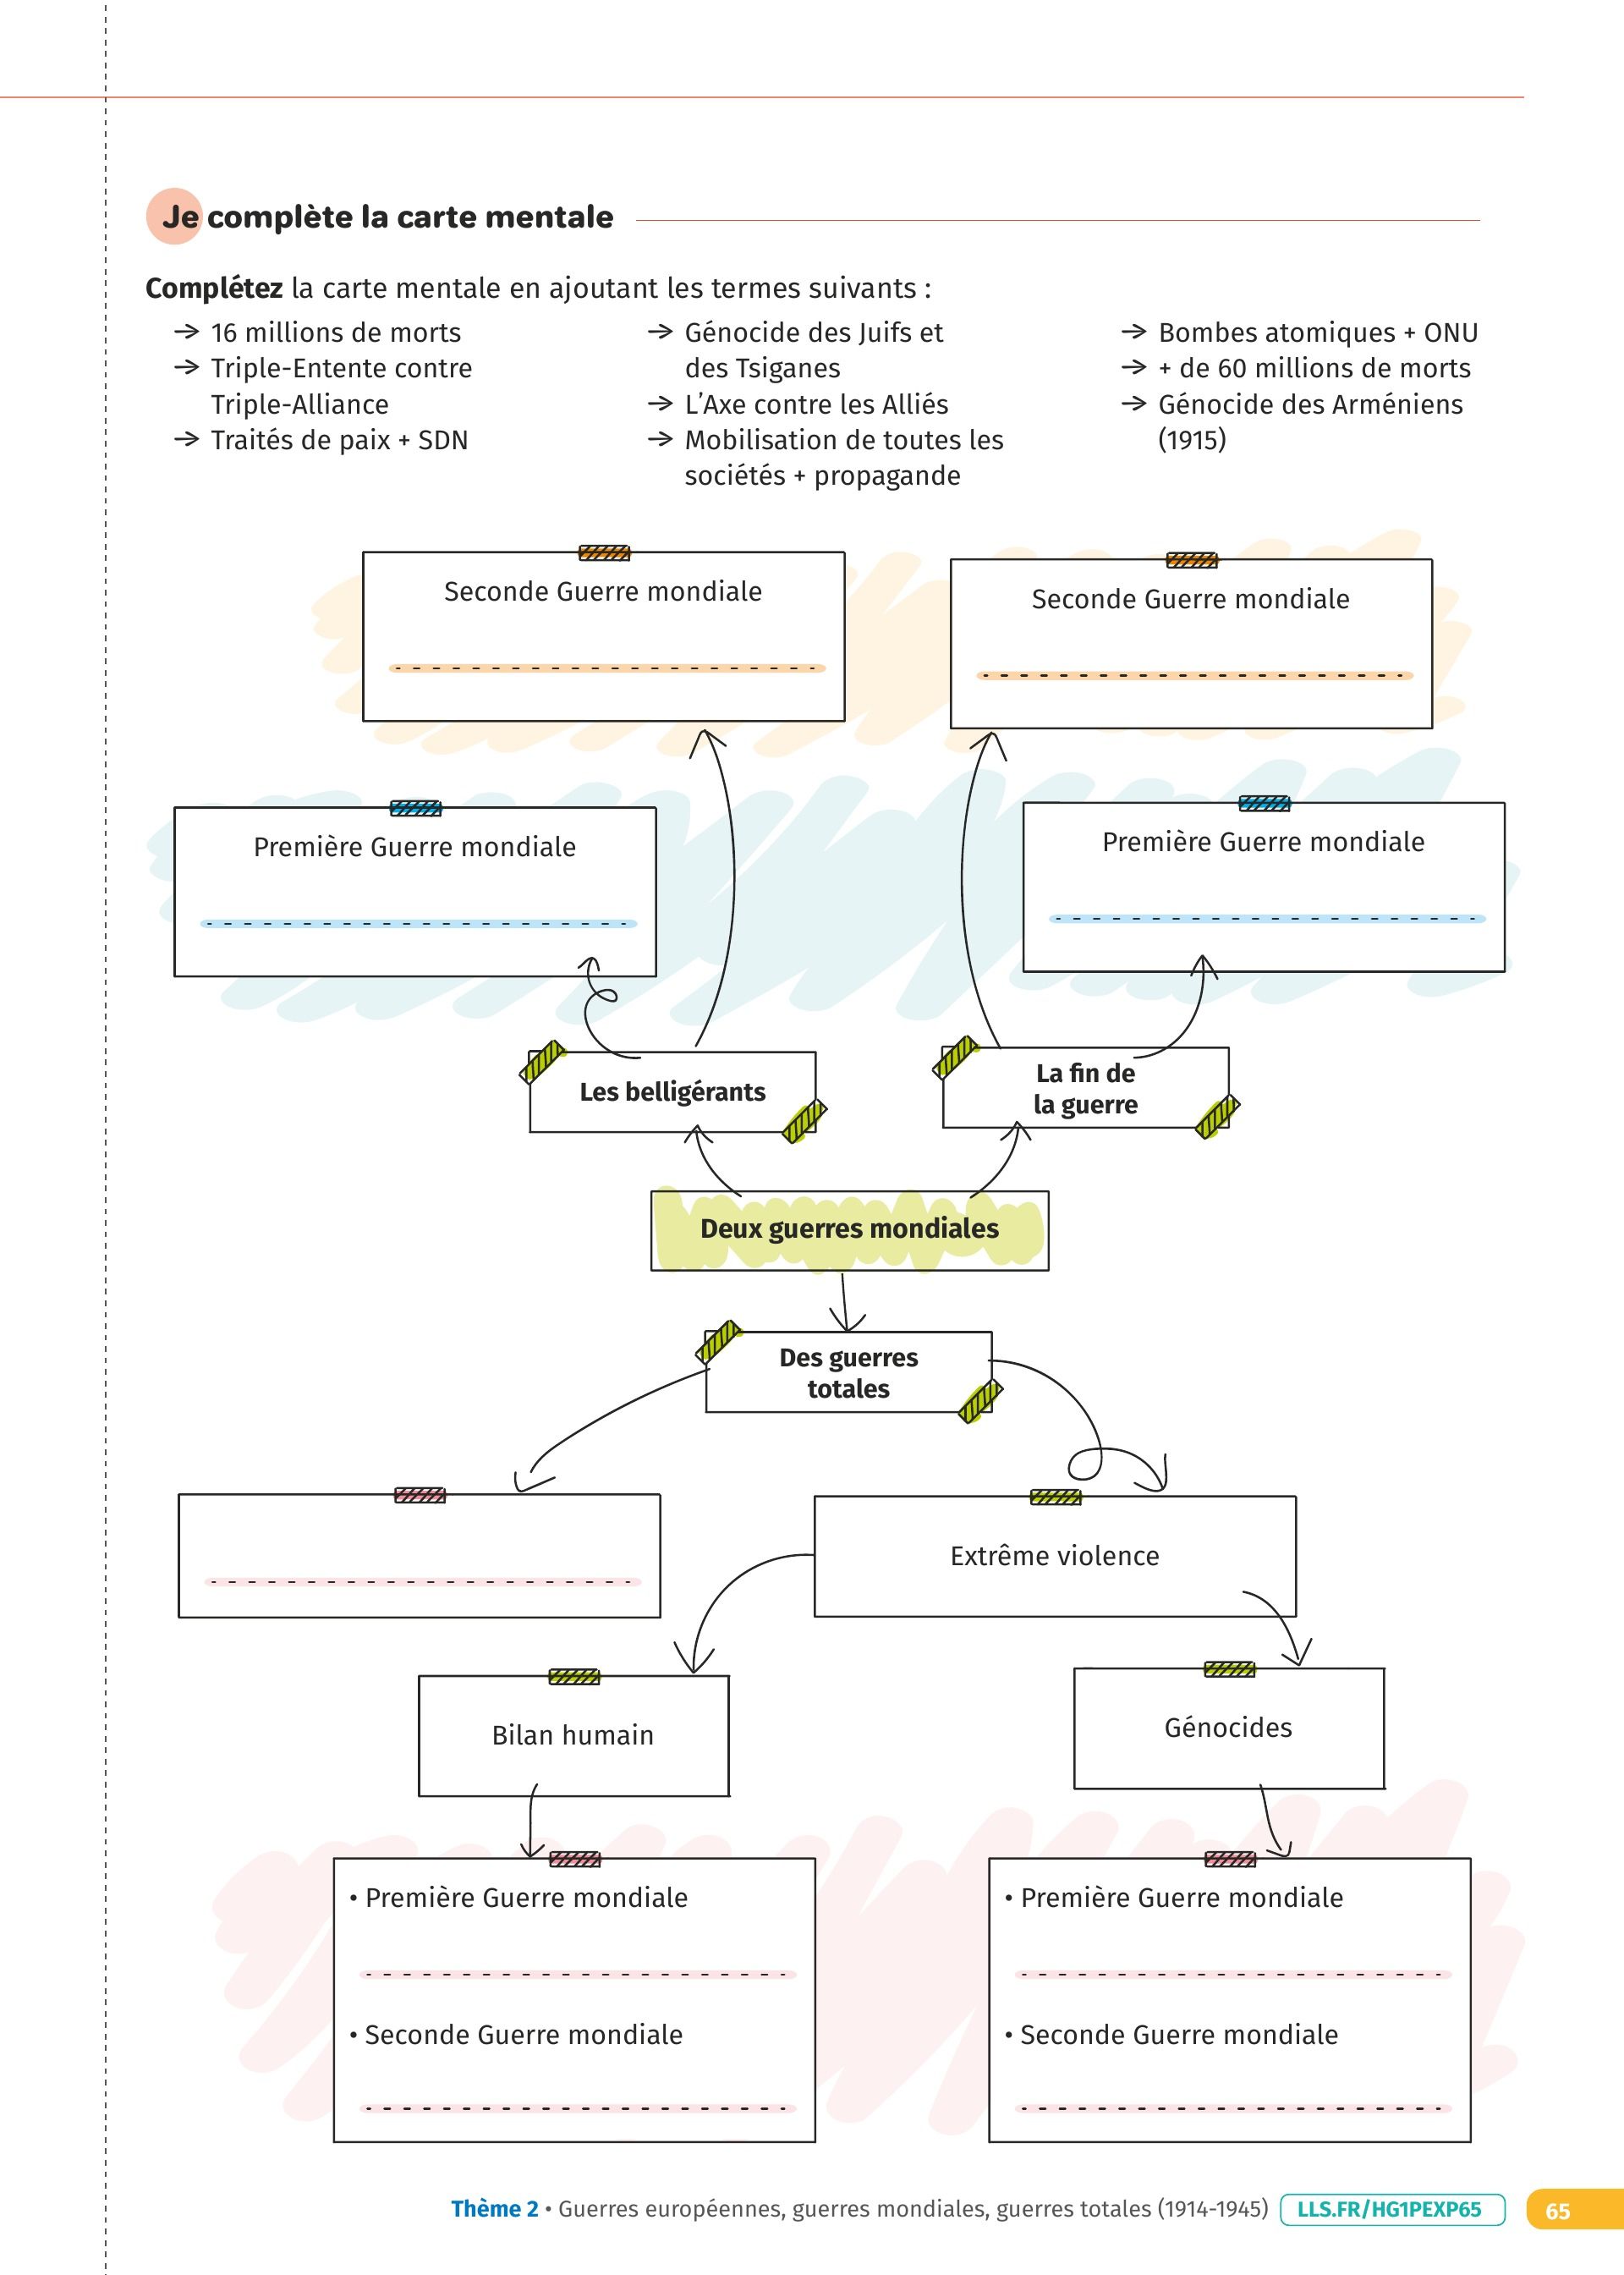 Je complète la carte mentale
Complétez la carte mentale en ajoutant les termes suivants :
→ 16 millions de morts
→ Triple-Entente contre
Triple-Alliance
→ Traités de paix + SDN
→ Génocide des Juifs et
des Tsiganes
→ L’Axe contre les Alliés
→ Mobilisation de toutes les
sociétés + propagande
→ Bombes atomiques + ONU
→ + de 60 millions de morts
→ Génocide des Arméniens
(1915)
Seconde Guerre mondiale
Seconde Guerre mondiale
Première Guerre mondiale
Première Guerre mondiale
Les belligérants
La fin de
la guerre
Deux guerres mondiales
Des guerres
totales
Extrême violence
Bilan humain
Génocides
• Première Guerre mondiale
• Seconde Guerre mondiale
• Première Guerre mondiale
• Seconde Guerre mondiale
Thème 2 • Guerres européennes, guerres mondiales, guerres totales (1914-1945) LLS.FR/HG1PEXP65 65